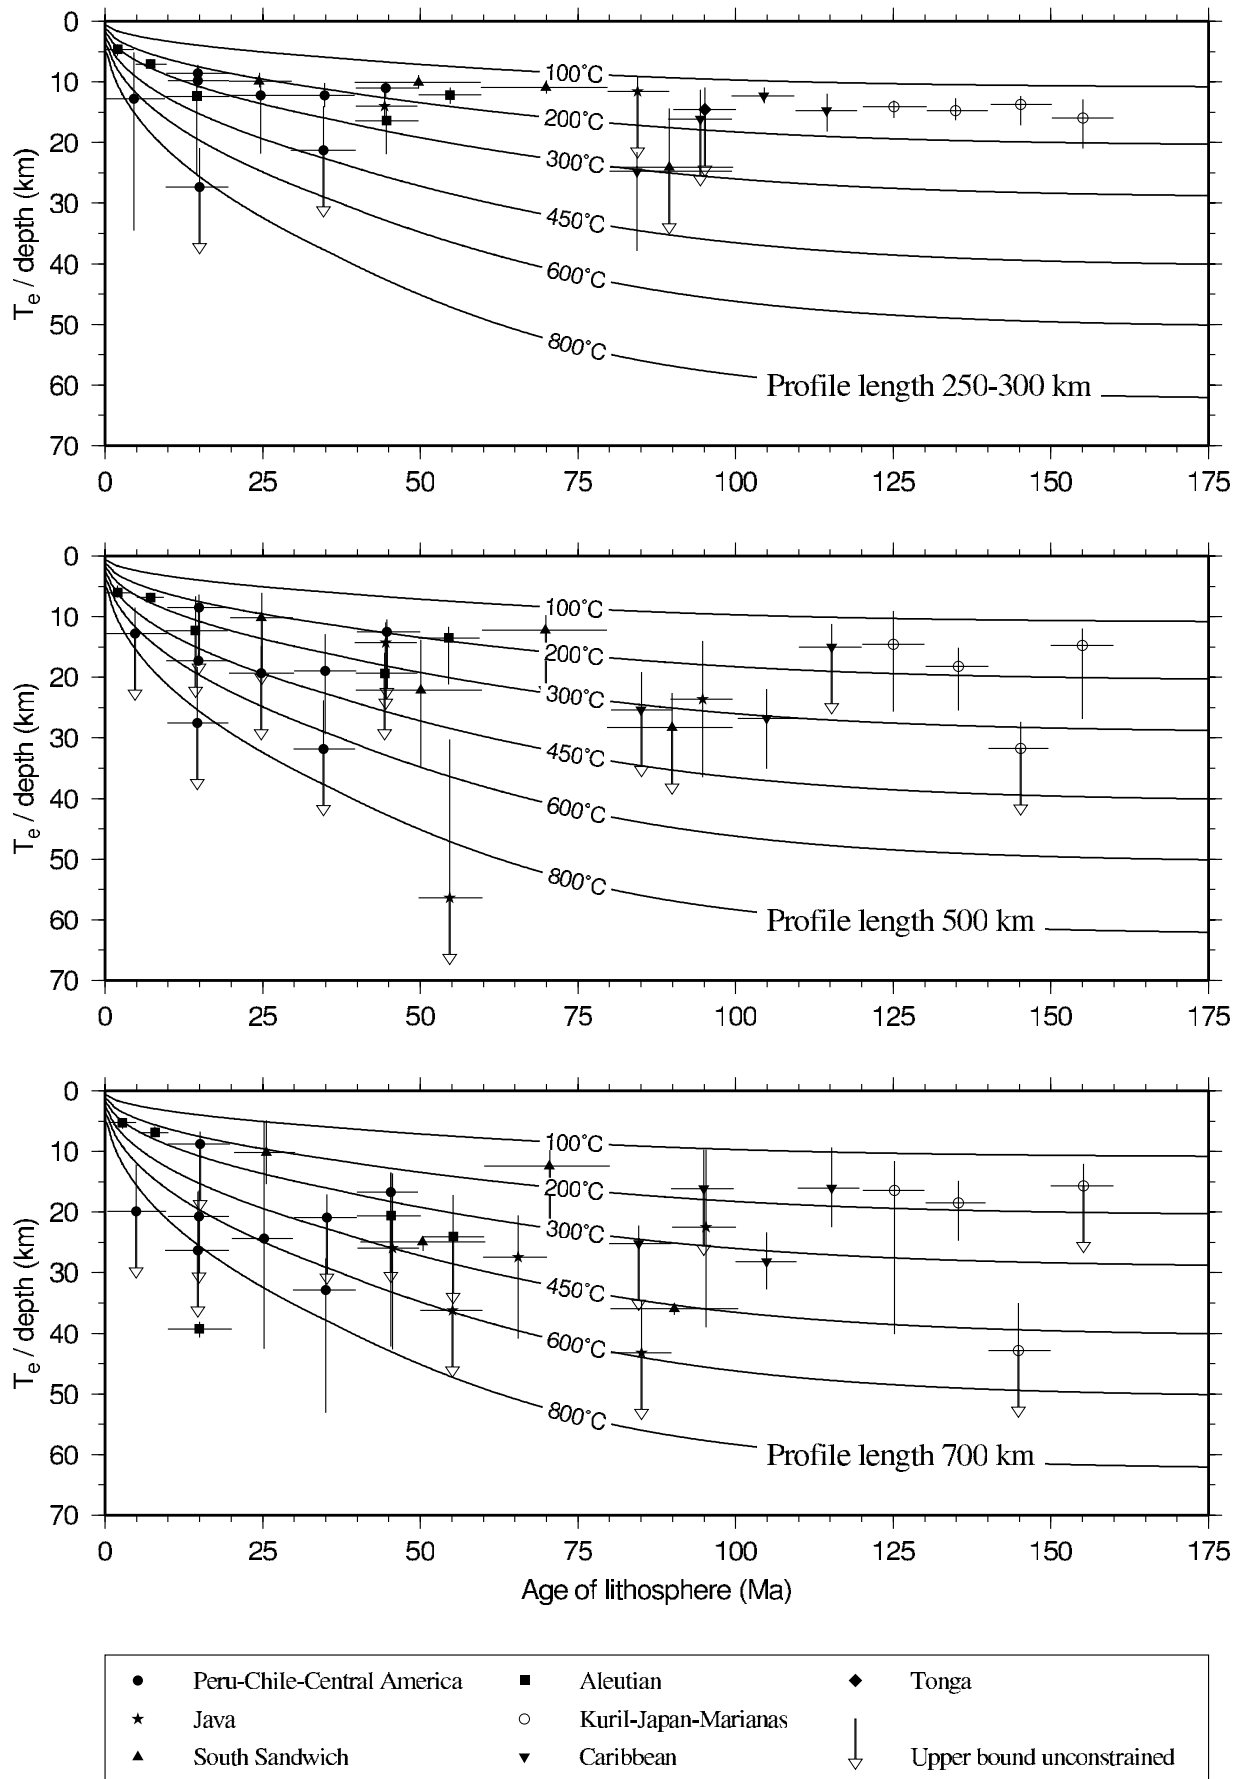 0
10
20
30
40
50
60
70
Te / depth (km)
100°C
200°C
300°C
450°C
600°C
800°C
Profile length 250-300 km
0 25 50 75 100 125 150 175
0
10
20
30
40
50
60
70
Te / depth (km)
100°C
200°C
300°C
450°C
600°C
800°C
Profile length 500 km
0 25 50 75 100 125 150 175
0
10
20
30
40
50
60
70
Te / depth (km)
100°C
200°C
300°C
450°C
600°C
800°C
Profile length 700 km
0 25 50 75 100 125 150 175
Age of lithosphere (Ma)
Peru-Chile-Central America Aleutian Tonga
Java Kuril-Japan-Marianas
South Sandwich Caribbean Upper bound unconstrained